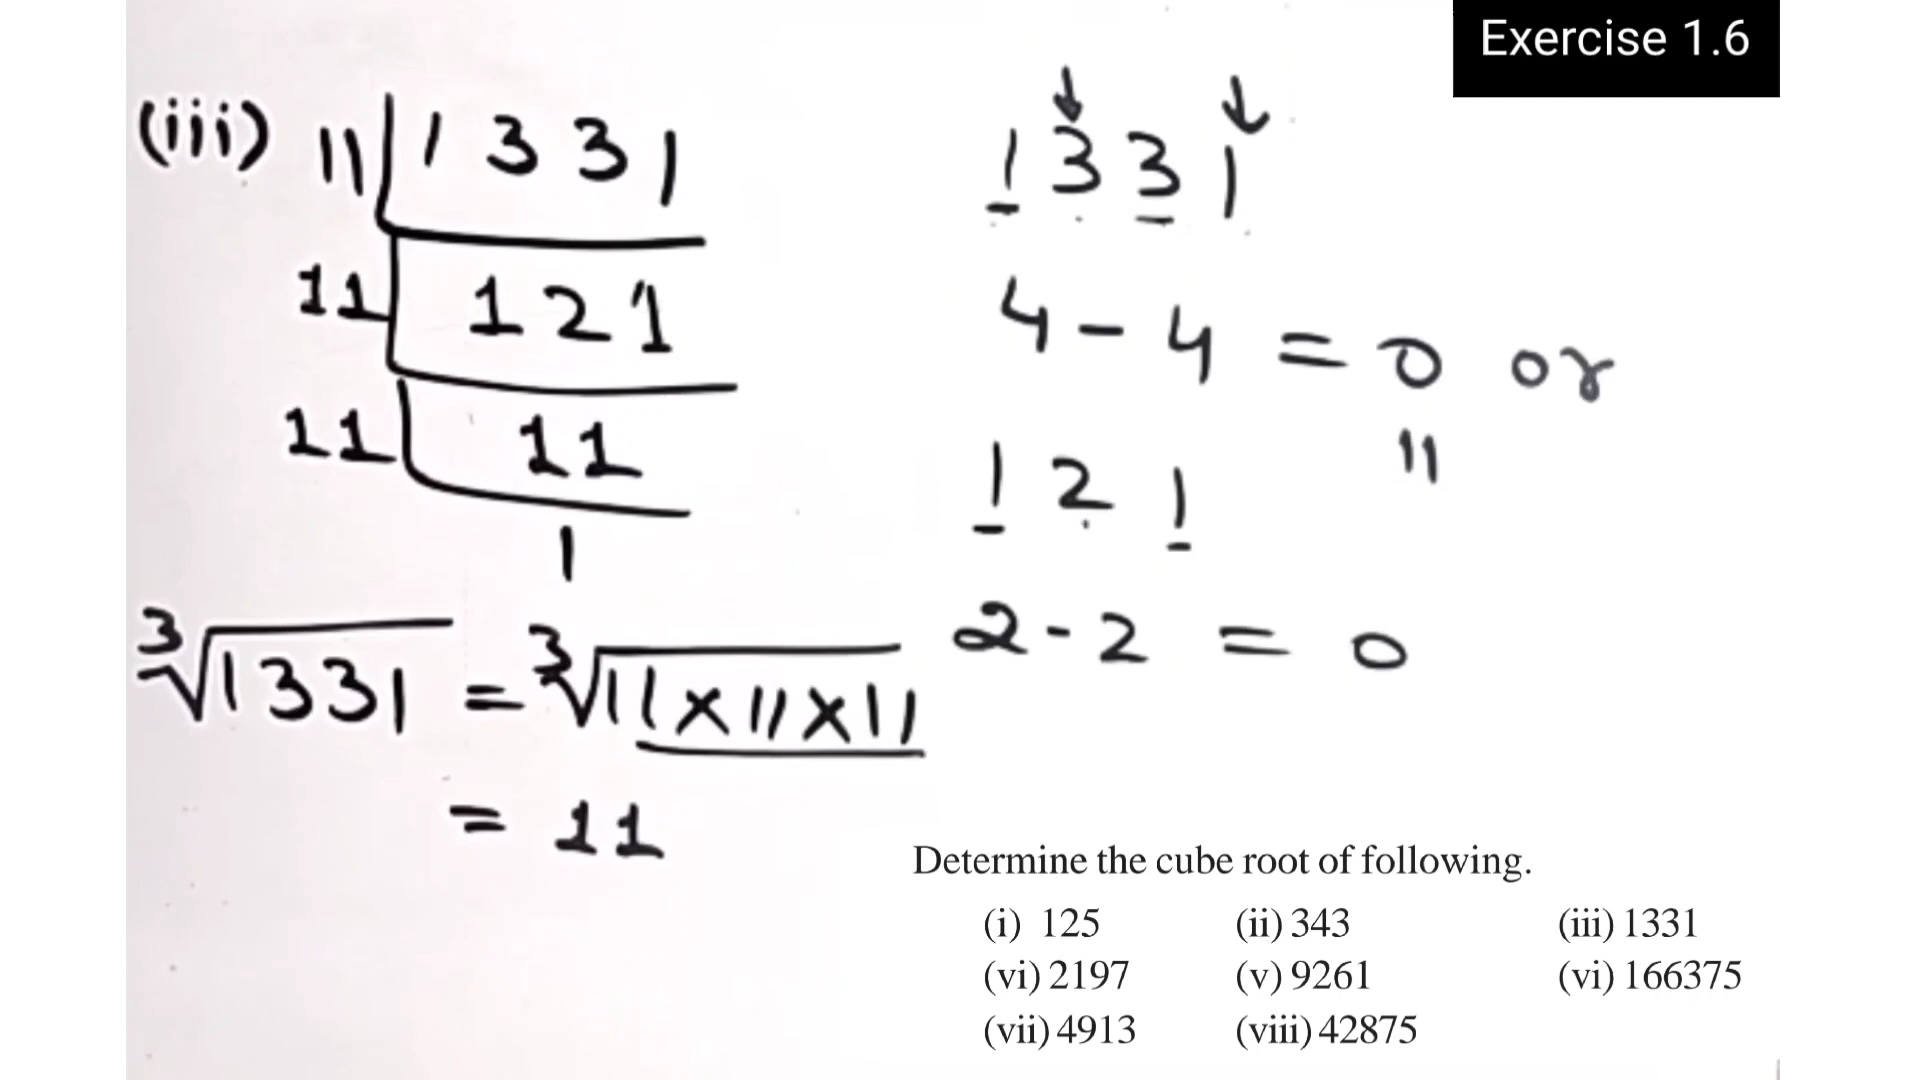 Exercise 1.6
(iii) 11 1331
11 121
11 11
1
∛1331 = ∛11×11×11
= 11
1331
4 - 4 = 0 or
11
121
2 - 2 = 0
Determine the cube root of following.
(i) 125 (ii) 343 (iii) 1331
(vi) 2197 (v) 9261 (vi) 166375
(vii) 4913 (viii) 42875